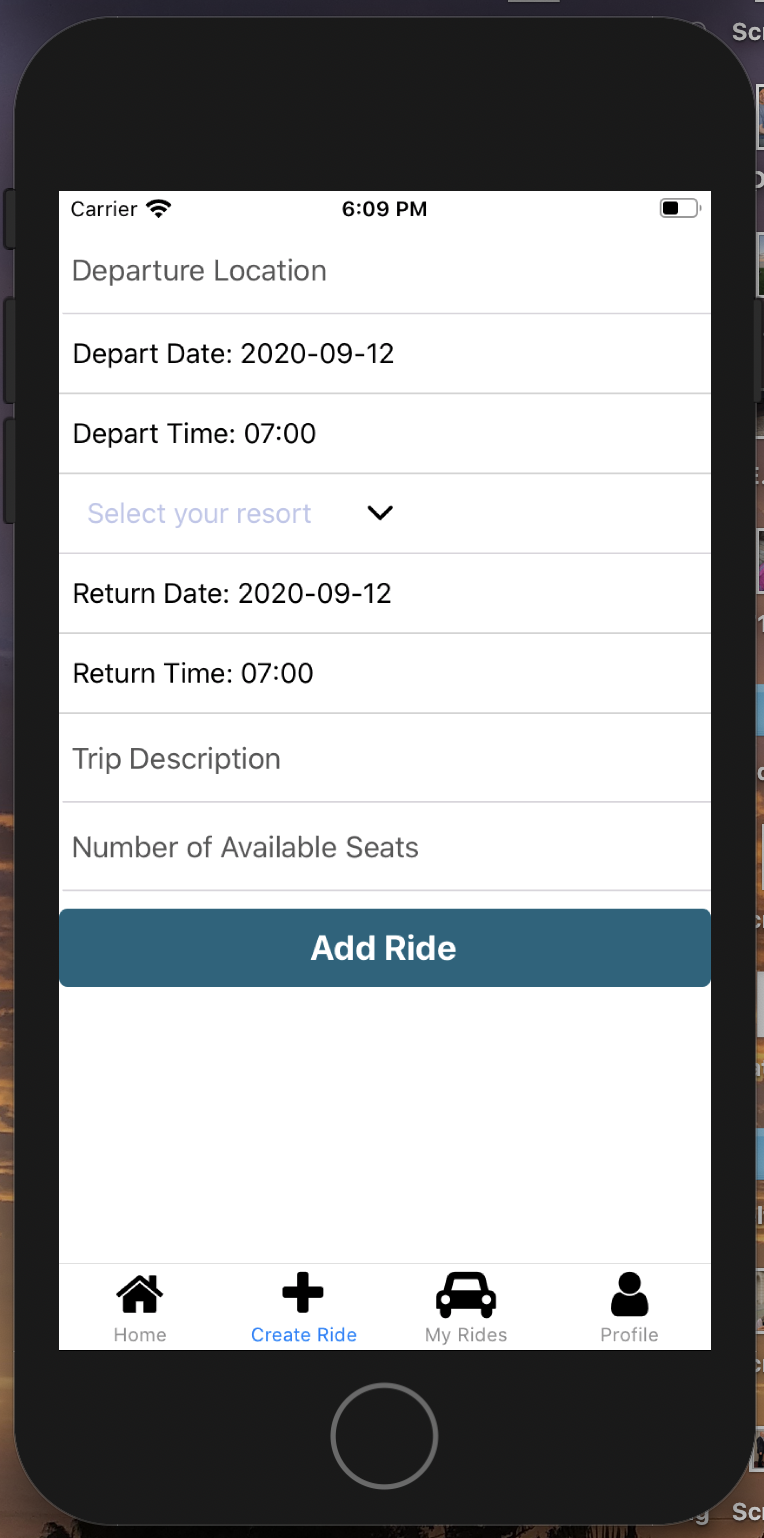 Scr
Carrier 6:09 PM
Departure Location
Depart Date: 2020-09-12
Depart Time: 07:00
Select your resort
Return Date: 2020-09-12
Return Time: 07:00
Trip Description
Number of Available Seats
Add Ride
Home Create Ride My Rides Profile
Scr